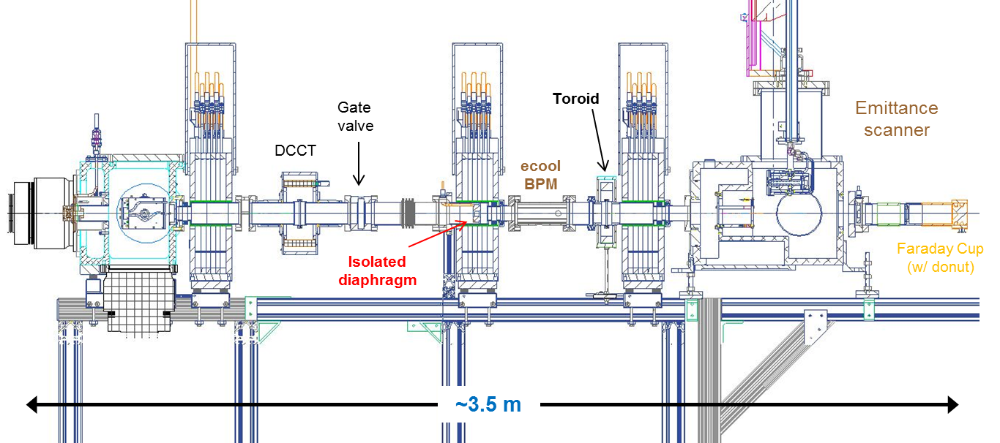 Gate
valve
DCCT
Toroid
ecool
BPM
Emittance
scanner
Isolated
diaphragm
Faraday Cup
(w/ donut)
~3.5 m